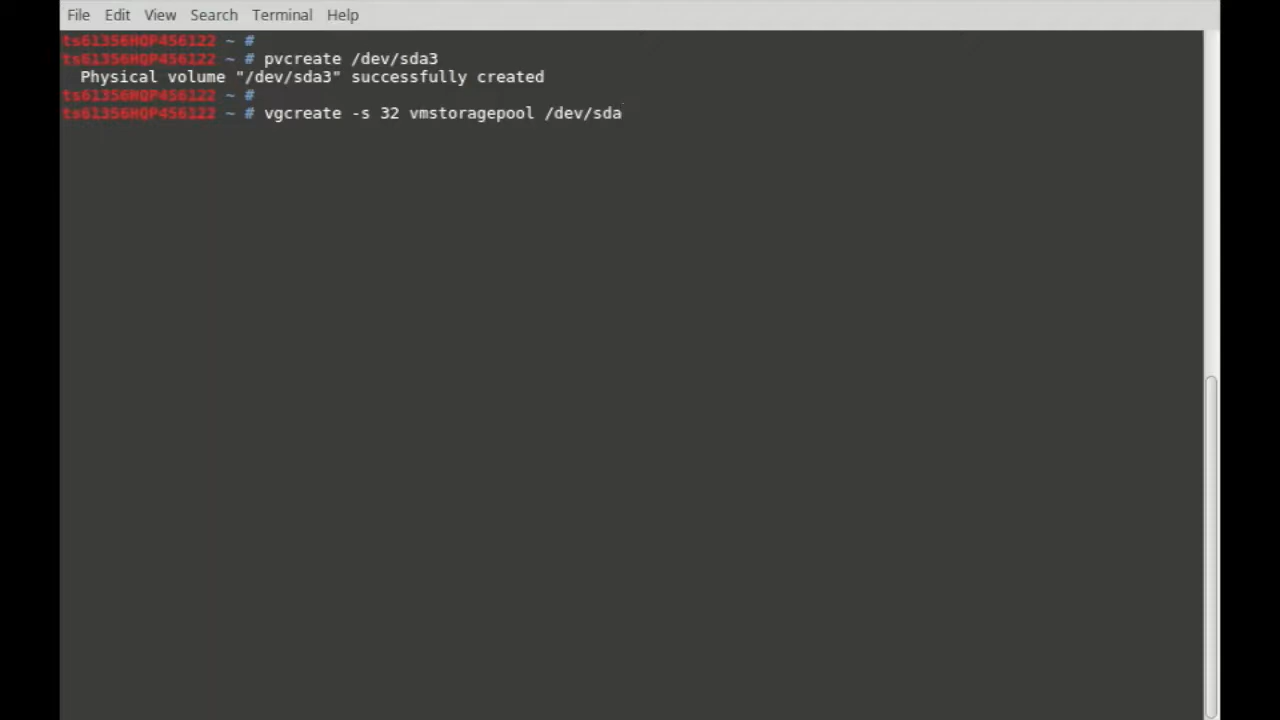 File Edit View Search Terminal Help
~ #
~ # pvcreate /dev/sda3
Physical volume "/dev/sda3" successfully created
~ #
~ # vgcreate -s 32 vmstoragepool /dev/sda